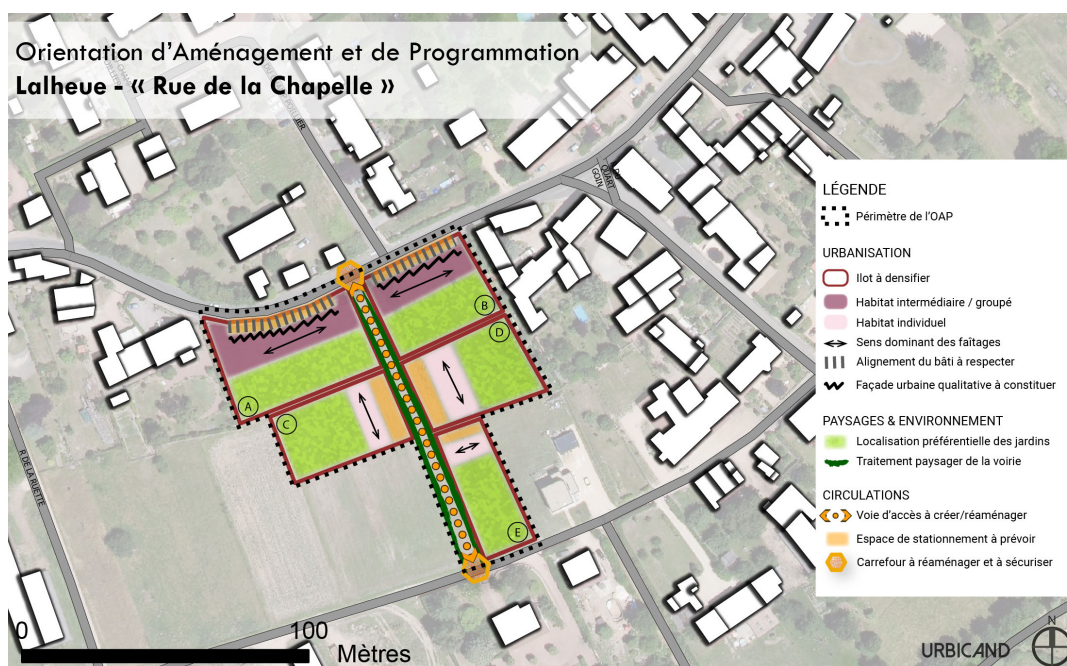 Orientation d'Aménagement et de Programmation
Lalheue - « Rue de la Chapelle »
QUART
GOIN
R DE LA RUETTE
A
B
C
D
E
LÉGENDE
Périmètre de l'OAP
URBANISATION
Ilot à densifier
Habitat intermédiaire / groupé
Habitat individuel
Sens dominant des faîtages
Alignement du bâti à respecter
Façade urbaine qualitative à constituer
PAYSAGES & ENVIRONNEMENT
Localisation préférentielle des jardins
Traitement paysager de la voirie
CIRCULATIONS
Voie d'accès à créer/réaménager
Espace de stationnement à prévoir
Carrefour à réaménager et à sécuriser
0
100
Mètres
URBICAND
N